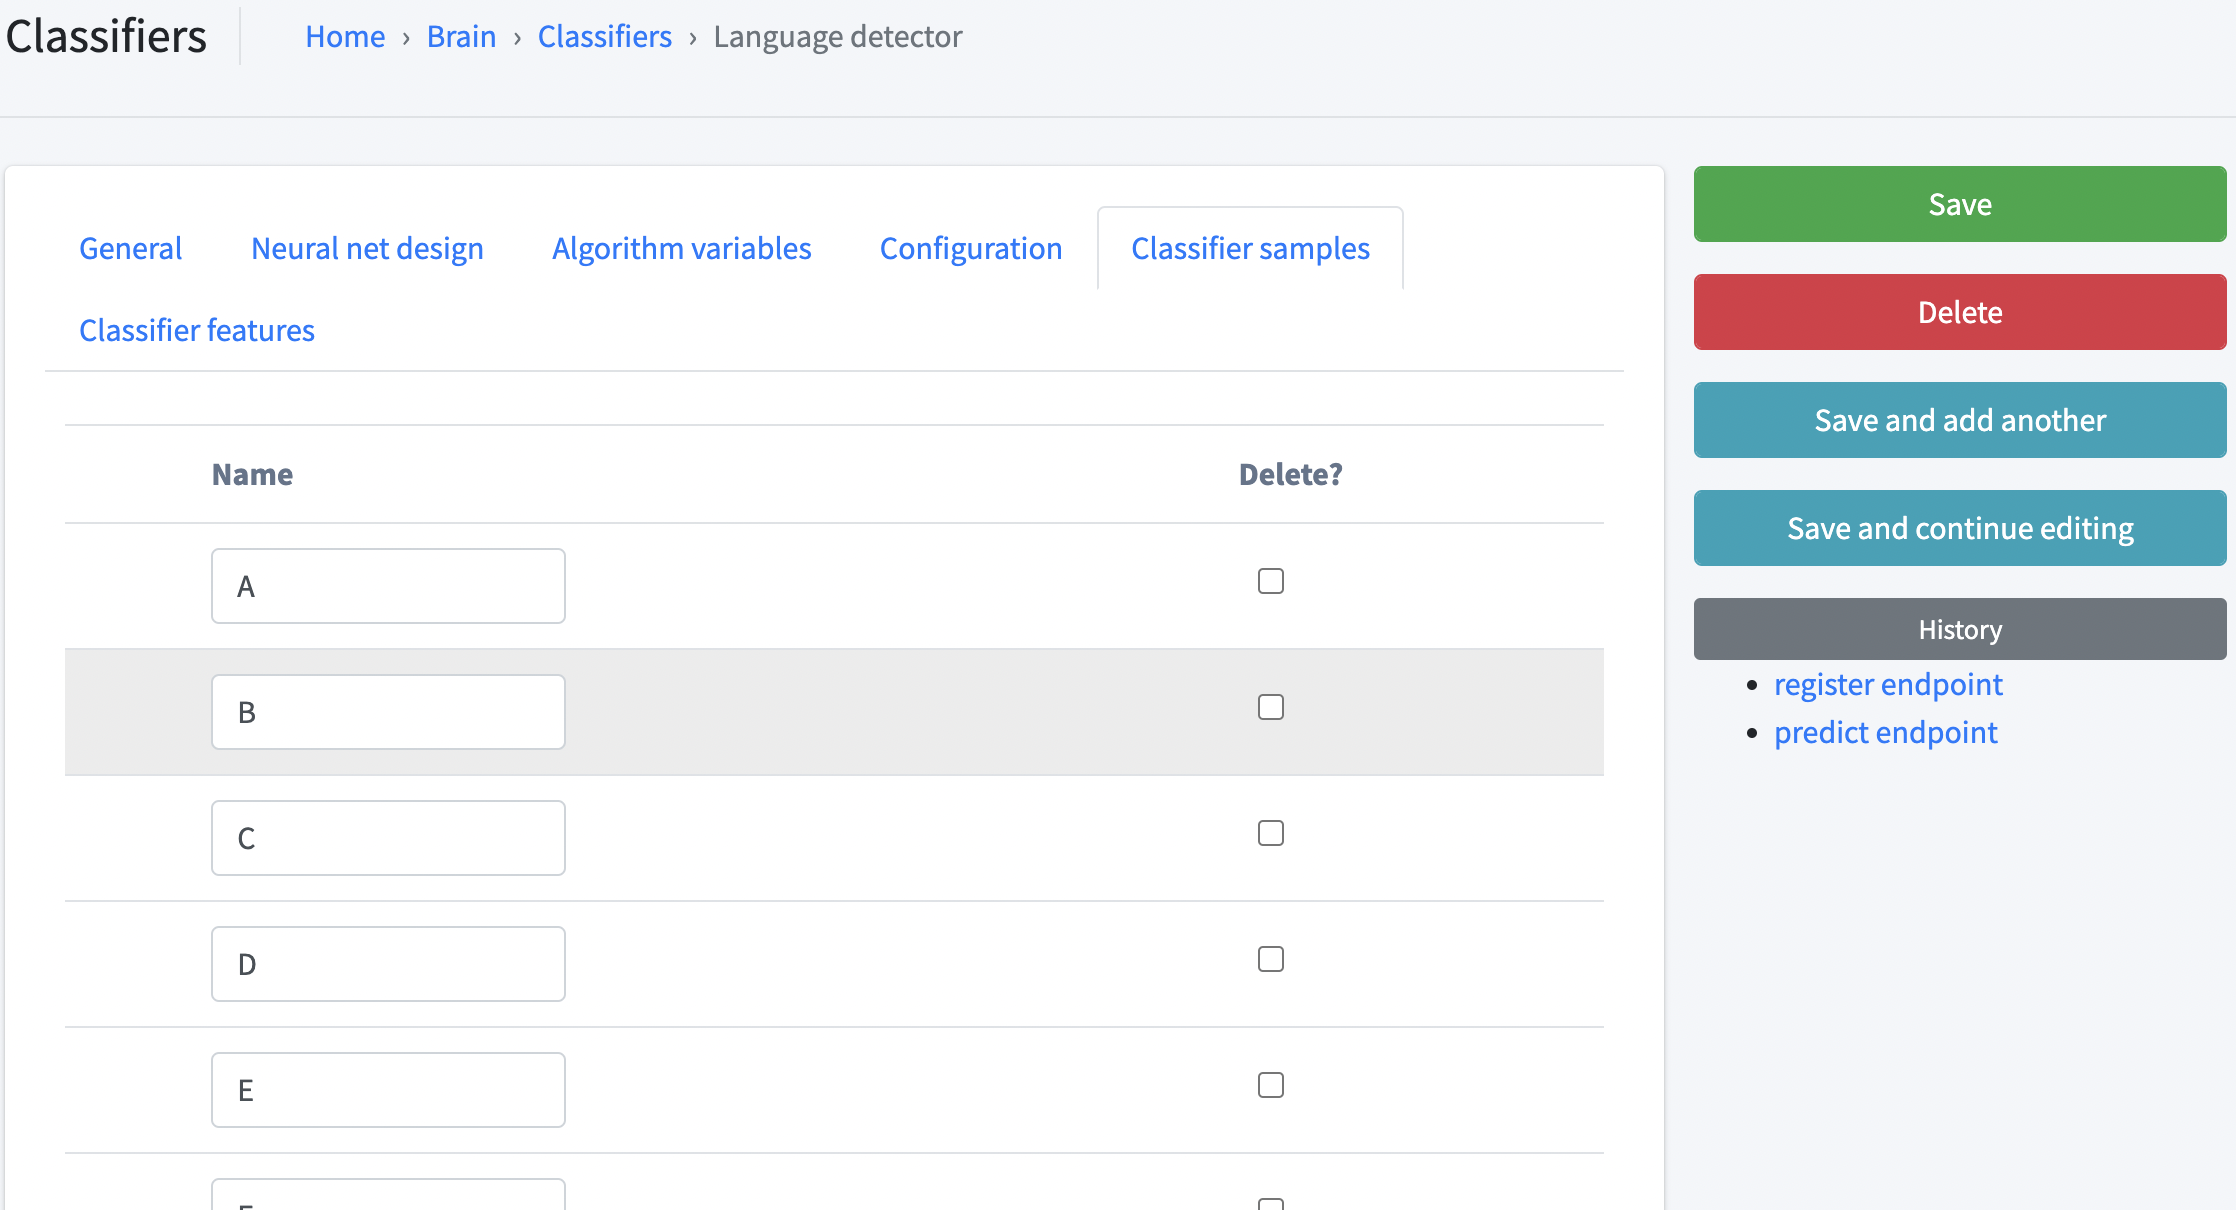 Classifiers
Home › Brain › Classifiers › Language detector
General Neural net design Algorithm variables Configuration Classifier samples
Classifier features
Name Delete?
A
B
C
D
E
Save
Delete
Save and add another
Save and continue editing
History
register endpoint
predict endpoint